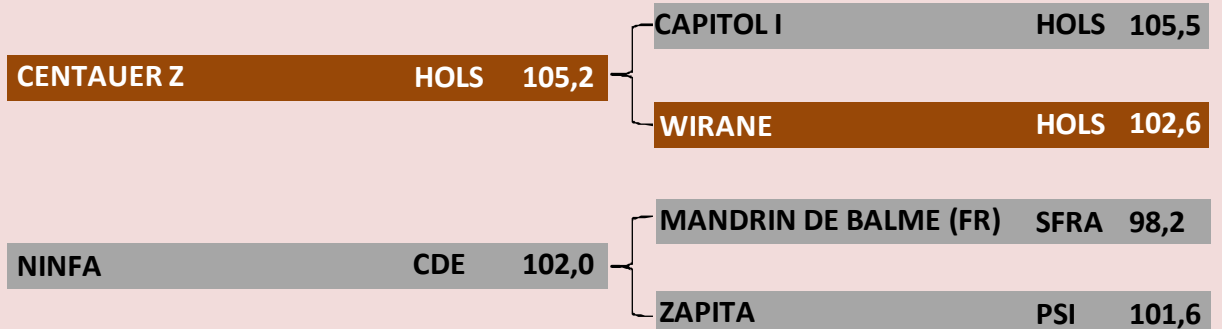 CAPITOL I HOLS 105,5
CENTAUER Z HOLS 105,2
WIRANE HOLS 102,6
MANDRIN DE BALME (FR) SFRA 98,2
NINFA CDE 102,0
ZAPITA PSI 101,6